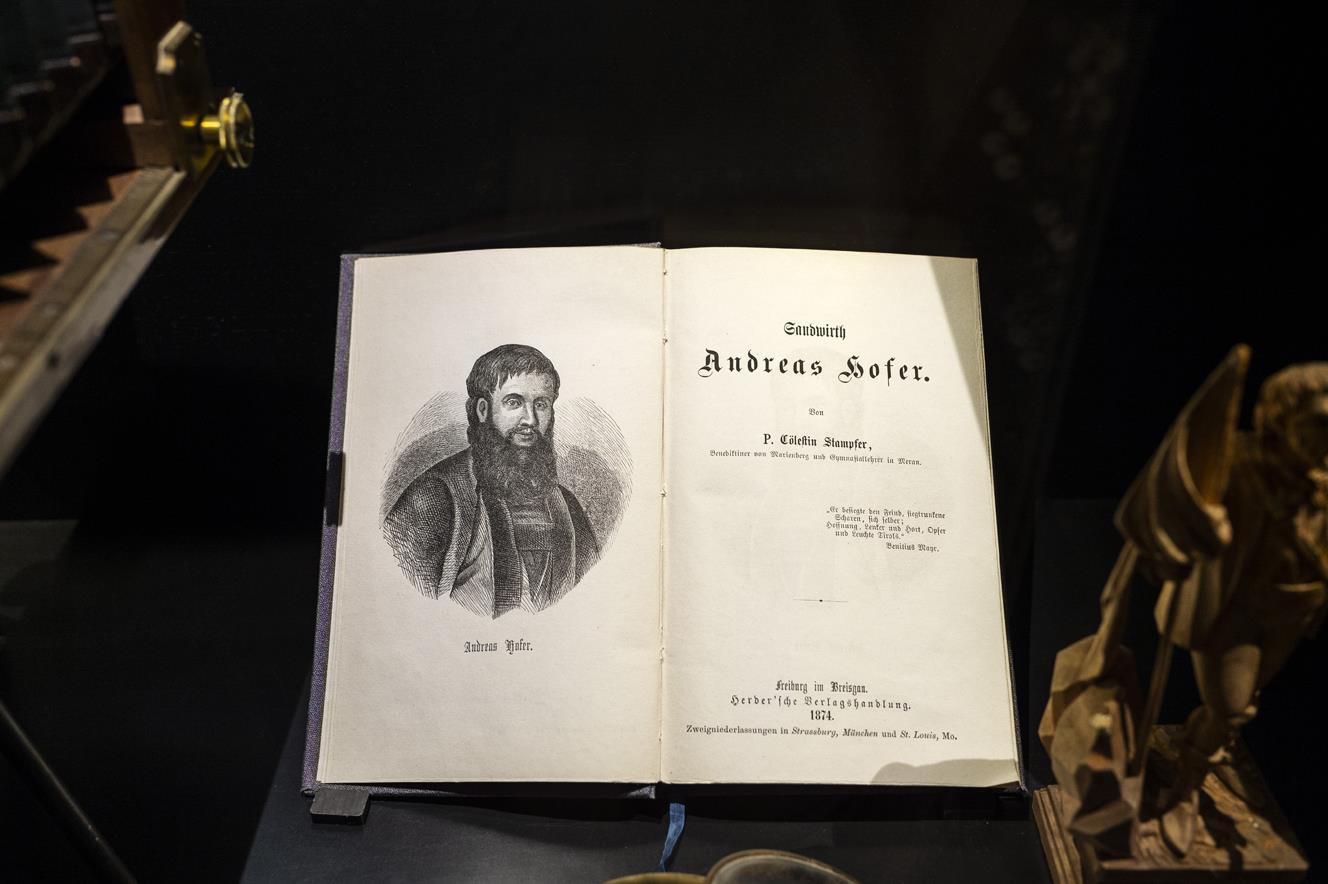 Andreas Hofer.
Sandwirth
Andreas Hofer.
Von
P. Cölestin Stampfer,
Benediktiner von Marienberg und Gymnasiallehrer in Meran.
„Er besiegte den Feind, siegtrunkene
Scharen, sich selber;
Hoffnung, Lenker und Hort, Opfer
und Leuchte Tirols.“
Benitius Mayr.
Freiburg im Breisgau.
Herder'sche Verlagshandlung.
1874.
Zweigniederlassungen in Strassburg, München und St. Louis, Mo.